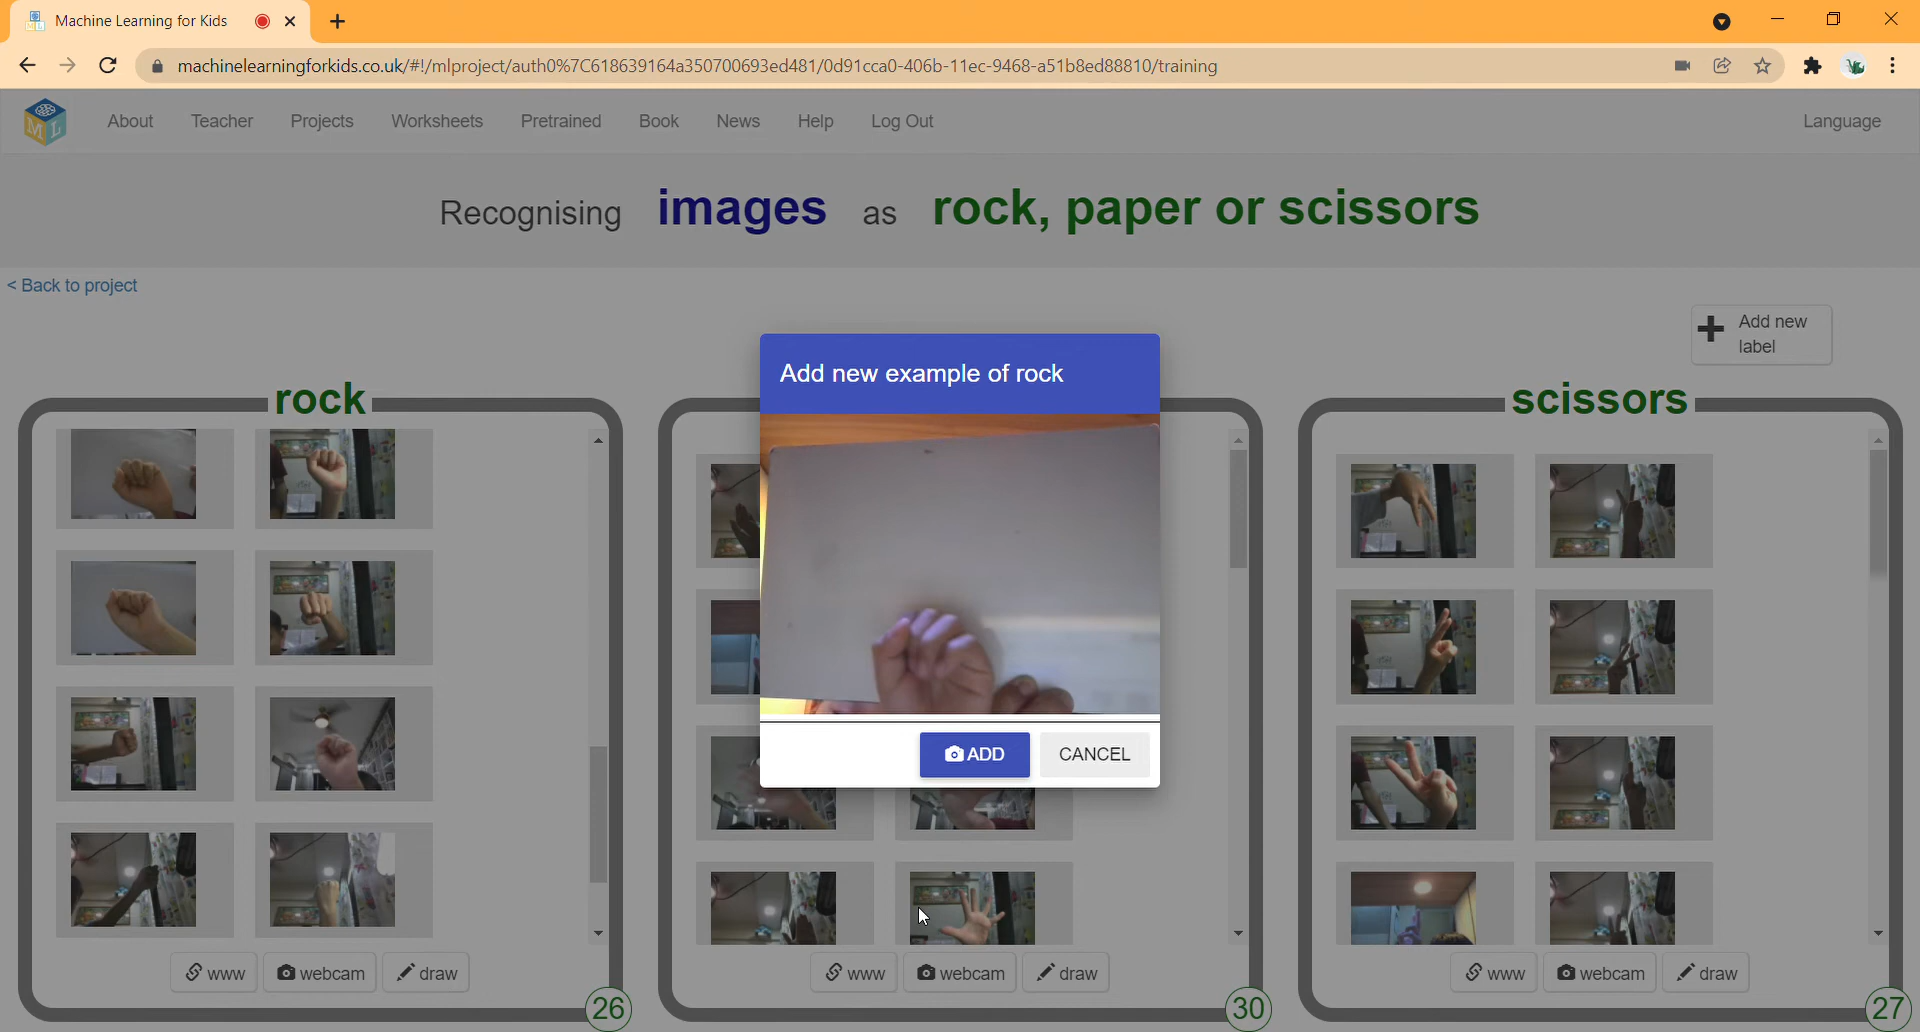 Machine Learning for Kids
machinelearningforkids.co.uk/#!/mlproject/auth0%7C618639164a350700693ed481/0d91cca0-406b-11ec-9468-a51b8ed88810/training
ML
About Teacher Projects Worksheets Pretrained Book News Help Log Out Language
Recognising images as rock, paper or scissors
< Back to project
Add new
label
Add new example of rock
rock
scissors
ADD CANCEL
www webcam draw
www webcam draw
www webcam draw
26
30
27